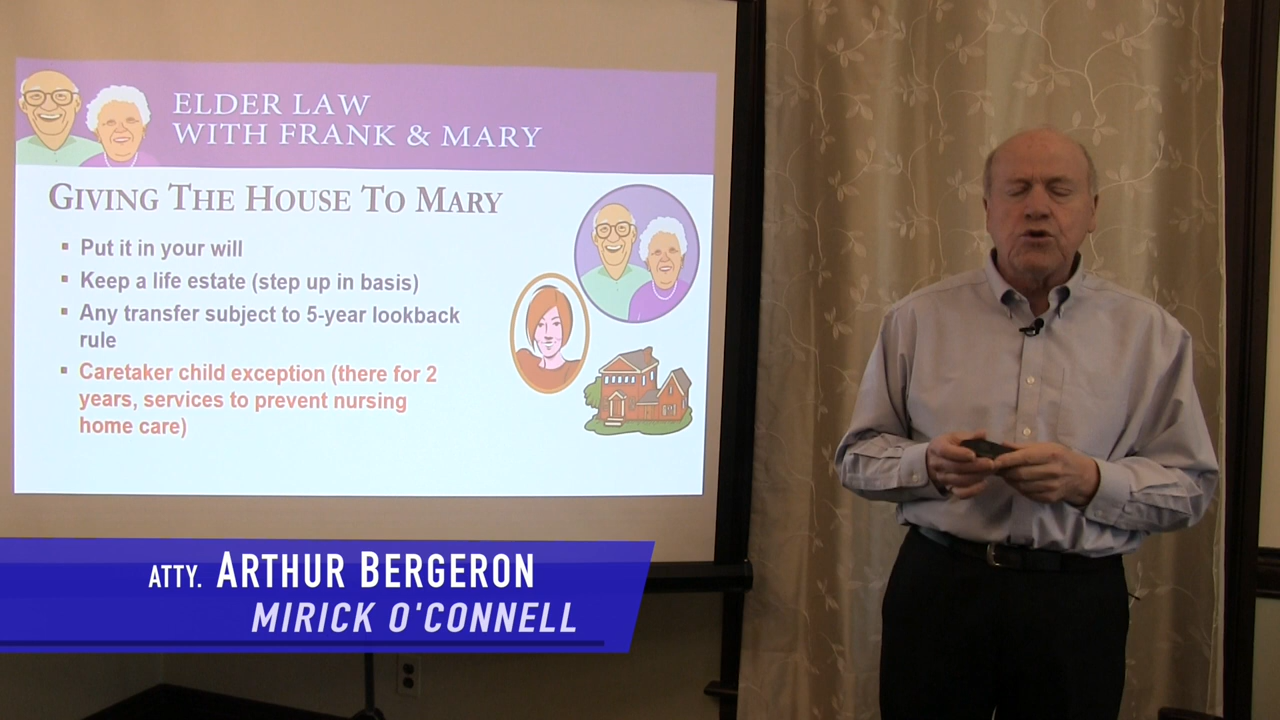 ELDER LAW
WITH FRANK & MARY
GIVING THE HOUSE TO MARY
▪ Put it in your will
▪ Keep a life estate (step up in basis)
▪ Any transfer subject to 5-year lookback
rule
▪ Caretaker child exception (there for 2
years, services to prevent nursing
home care)
ATTY. ARTHUR BERGERON
MIRICK O'CONNELL